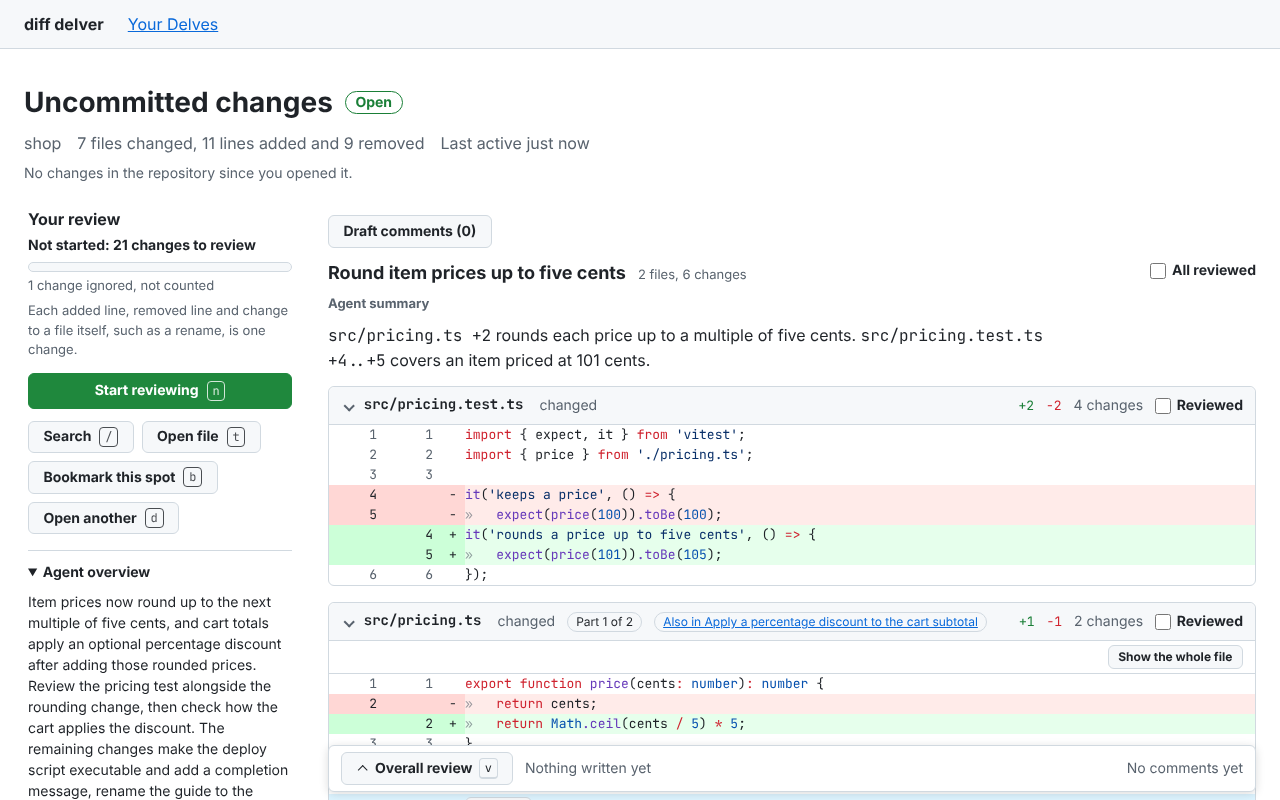 diff delver Your Delves
Uncommitted changes Open
shop 7 files changed, 11 lines added and 9 removed Last active just now
No changes in the repository since you opened it.
Your review
Not started: 21 changes to review
1 change ignored, not counted
Each added line, removed line and change
to a file itself, such as a rename, is one
change.
Start reviewing n
Search / Open file t
Bookmark this spot b
Open another d
▼ Agent overview
Item prices now round up to the next
multiple of five cents, and cart totals
apply an optional percentage discount
after adding those rounded prices.
Review the pricing test alongside the
rounding change, then check how the
cart applies the discount. The
remaining changes make the deploy
script executable and add a completion
message, rename the guide to the
Draft comments (0)
Round item prices up to five cents 2 files, 6 changes All reviewed
Agent summary
src/pricing.ts +2 rounds each price up to a multiple of five cents. src/pricing.test.ts
+4..+5 covers an item priced at 101 cents.
src/pricing.test.ts changed +2 -2 4 changes Reviewed
1 1 import { expect, it } from 'vitest';
2 2 import { price } from './pricing.ts';
3 3
4 - it('keeps a price', () => {
5 - » expect(price(100)).toBe(100);
4 + it('rounds a price up to five cents', () => {
5 + » expect(price(101)).toBe(105);
6 6 });
src/pricing.ts changed Part 1 of 2 Also in Apply a percentage discount to the cart subtotal +1 -1 2 changes Reviewed
Show the whole file
1 1 export function price(cents: number): number {
2 - » return cents;
2 + » return Math.ceil(cents / 5) * 5;
3 3 }
Overall review v Nothing written yet No comments yet